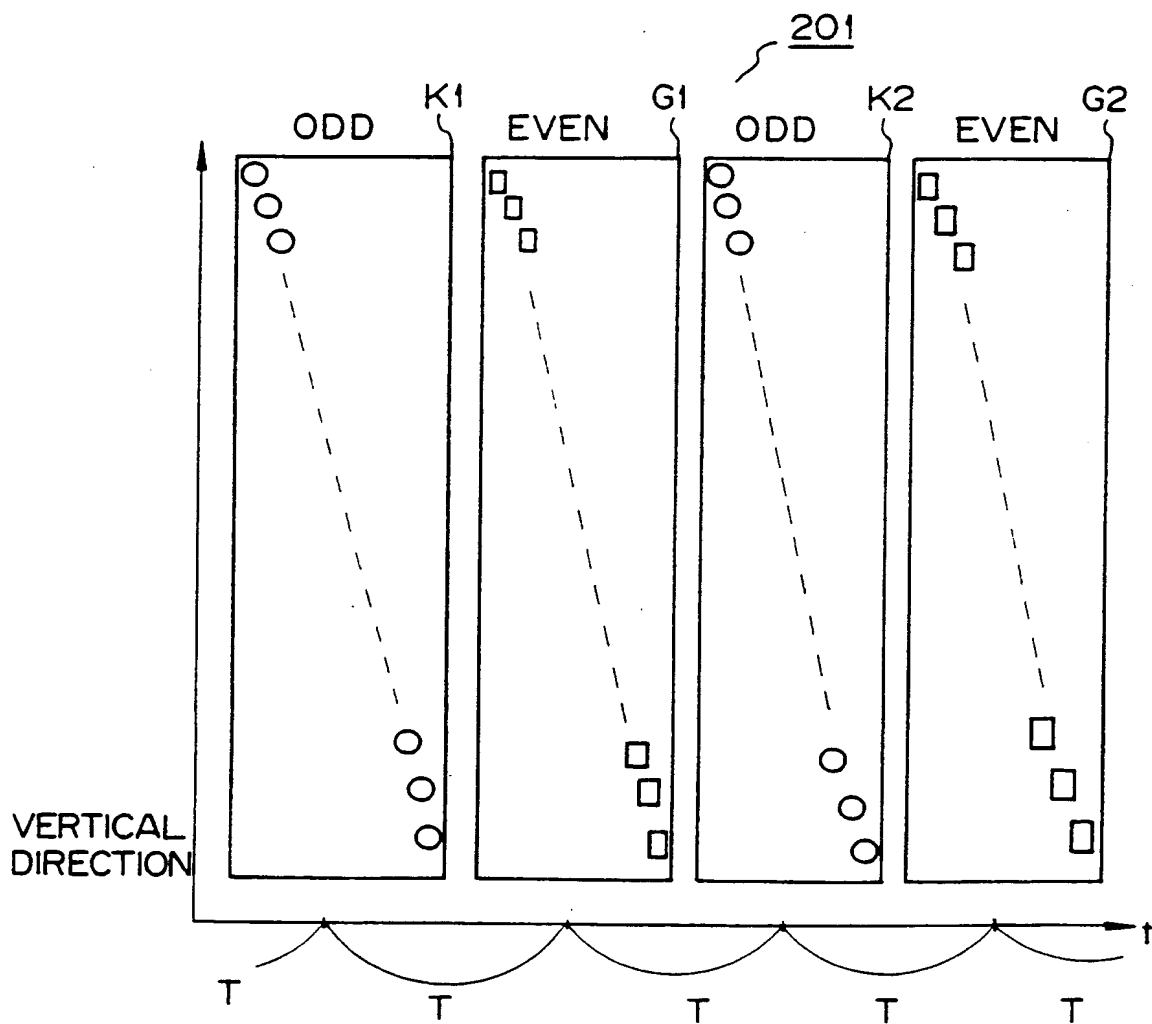 201
K1 G1 K2 G2
ODD EVEN ODD EVEN
VERTICAL
DIRECTION
t
T T T T T